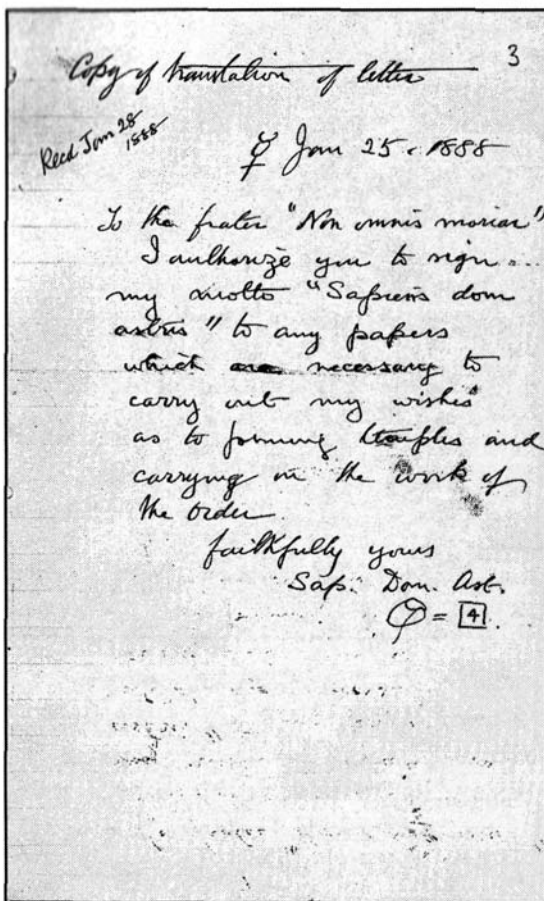 3
Copy of translation of letter
Recd Jan 28
1888
☿ Jan 25. 1888
To the frater "Non omnis moriar"
I authorize you to sign
my motto "Sapiens dom
astris" to any papers
which are necessary to
carry out my wishes
as to forming temples and
carrying on the work of
the order
faithfully yours
Sap. Dom. Ast.
⑦ = 4